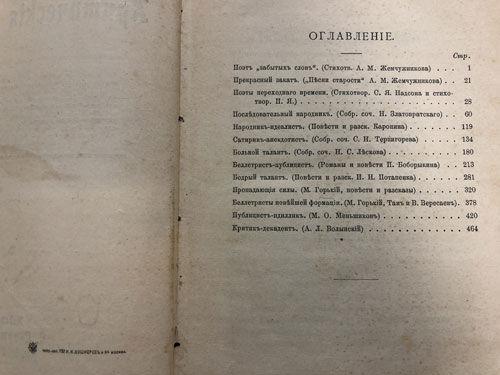 ОГЛАВЛЕНІЕ.
Стр.
Поэтъ „забытыхъ словъ“. (Стихотв. А. М. Жемчужникова) . . . 1
Прекрасный закатъ. („Пѣсни старости“ А. М. Жемчужникова) . . 21
Поэты переходнаго времени. (Стихотвор. С. Я. Надсона и стихо-
твор. П. Я.) . . . . . . . . . . . . . . . . . 28
Послѣдовательный народникъ. (Собр. соч. Н. Златовратскаго) . . 60
Народникъ-идеалистъ. (Повѣсти и разск. Каронина) . . . . . 119
Сатирикъ-анекдотистъ. (Собр. соч. С. Н. Терпигорева) . . . . 134
Больной талантъ. (Собр. соч. Н. С. Лѣскова) . . . . . . . 180
Беллетристъ-публицистъ. (Романы и повѣсти П. Боборыкина) . . 213
Бодрый талантъ. (Повѣсти и разск. И. Н. Потапенка) . . . . . 281
Пропадающія силы. (М. Горькій, повѣсти и разсказы) . . . . . 320
Беллетристы новѣйшей формаціи. (М. Горькій, Танъ и В. Вересаевъ) 378
Публицистъ-идилликъ. (М. О. Меньшиковъ) . . . . . . . . 420
Критикъ-декадентъ. (А. Л. Волынскій) . . . . . . . . . . 464